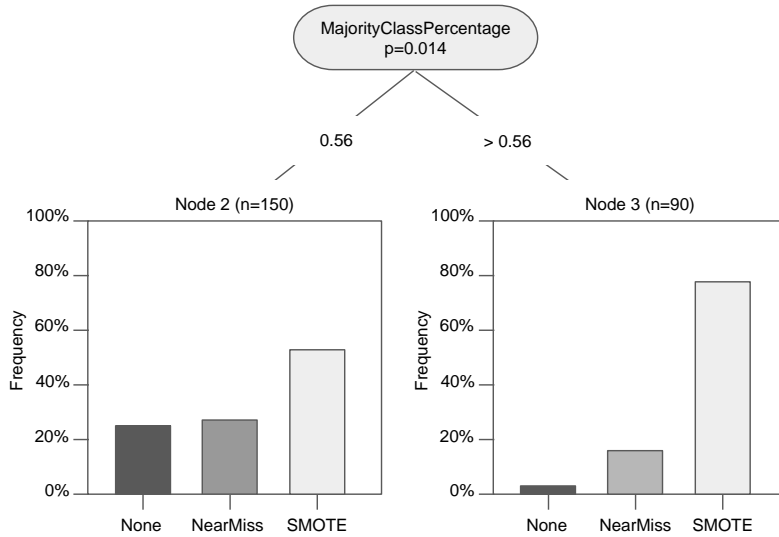 MajorityClassPercentage
p=0.014
0.56
> 0.56
Node 2 (n=150)
100%
80%
60%
40%
20%
0%
Frequency
None
NearMiss
SMOTE
Node 3 (n=90)
100%
80%
60%
40%
20%
0%
Frequency
None
NearMiss
SMOTE